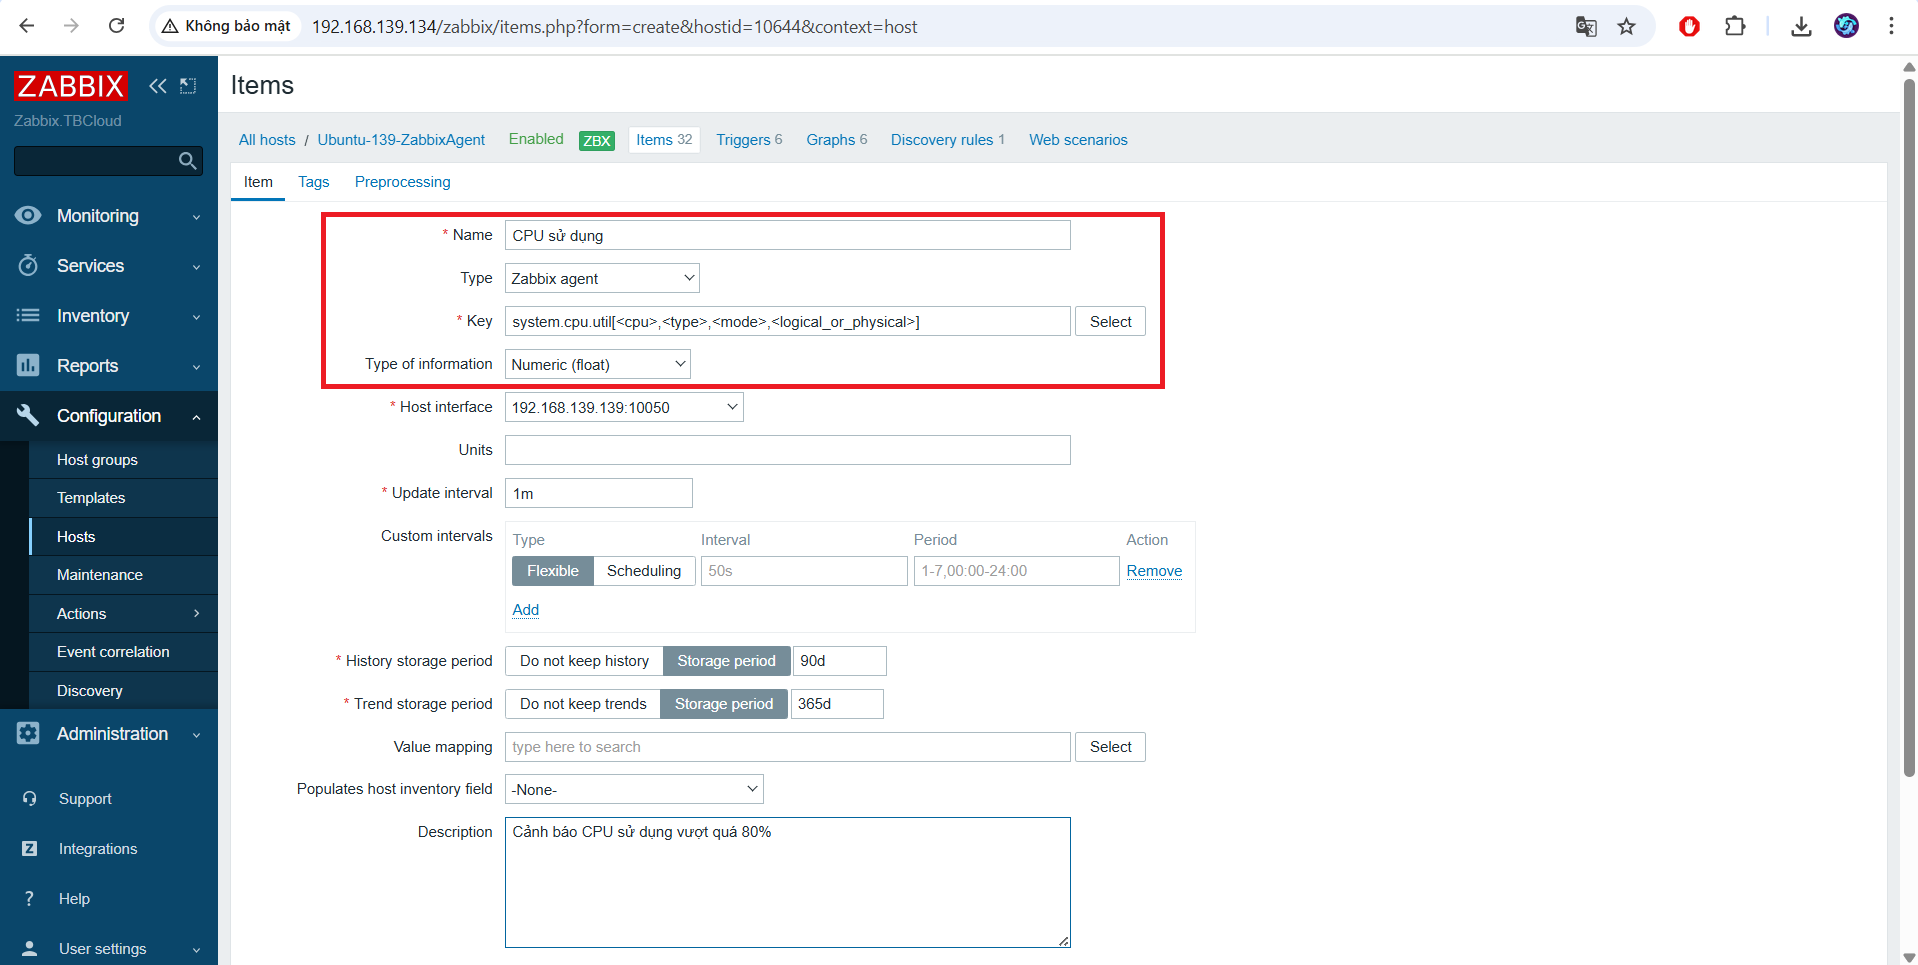 Không bảo mật 192.168.139.134/zabbix/items.php?form=create&hostid=10644&context=host
ZABBIX
Zabbix.TBCloud
Monitoring
Services
Inventory
Reports
Configuration
Host groups
Templates
Hosts
Maintenance
Actions
Event correlation
Discovery
Administration
Support
Z Integrations
? Help
User settings
Items
All hosts / Ubuntu-139-ZabbixAgent Enabled ZBX Items 32 Triggers 6 Graphs 6 Discovery rules 1 Web scenarios
Item Tags Preprocessing
* Name CPU sử dụng
Type Zabbix agent
* Key system.cpu.util[<cpu>,<type>,<mode>,<logical_or_physical>] Select
Type of information Numeric (float)
* Host interface 192.168.139.139:10050
Units
* Update interval 1m
Custom intervals Type Interval Period Action
Flexible Scheduling 50s 1-7,00:00-24:00 Remove
Add
* History storage period Do not keep history Storage period 90d
* Trend storage period Do not keep trends Storage period 365d
Value mapping type here to search Select
Populates host inventory field -None-
Description Cảnh báo CPU sử dụng vượt quá 80%